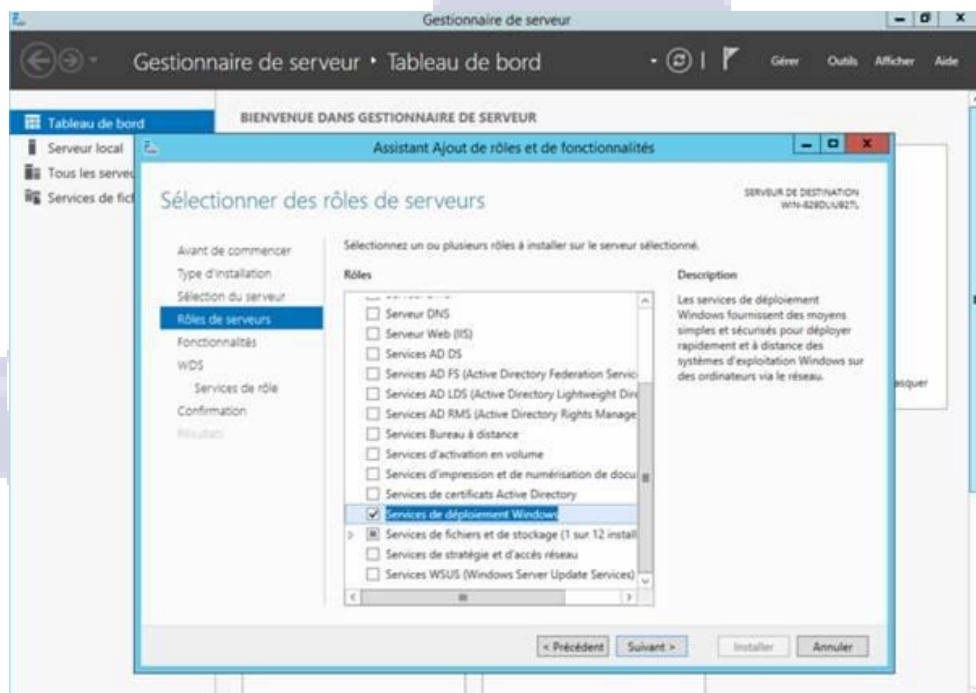 Gestionnaire de serveur
Gestionnaire de serveur • Tableau de bord
Gérer Outils Afficher Aide
Tableau de bord
BIENVENUE DANS GESTIONNAIRE DE SERVEUR
Serveur local
Tous les serveu
Services de fich
Assistant Ajout de rôles et de fonctionnalités
Sélectionner des rôles de serveurs
SERVEUR DE DESTINATION
Avant de commencer
Type d'installation
Sélection du serveur
Rôles de serveurs
Fonctionnalités
WDS
Services de rôle
Confirmation
Résultats
Sélectionnez un ou plusieurs rôles à installer sur le serveur sélectionné.
Rôles
Serveur DNS
Serveur Web (IIS)
Services AD DS
Services AD FS (Active Directory Federation Servic
Services AD LDS (Active Directory Lightweight Dire
Services AD RMS (Active Directory Rights Manage
Services Bureau à distance
Services d'activation en volume
Services d'impression et de numérisation de docu
Services de certificats Active Directory
Services de déploiement Windows
Services de fichiers et de stockage (1 sur 12 install
Services de stratégie et d'accès réseau
Services WSUS (Windows Server Update Services)
Description
Les services de déploiement
Windows fournissent des moyens
simples et sécurisés pour déployer
rapidement et à distance des
systèmes d'exploitation Windows sur
des ordinateurs via le réseau.
asquer
< Précédent
Suivant >
Installer
Annuler